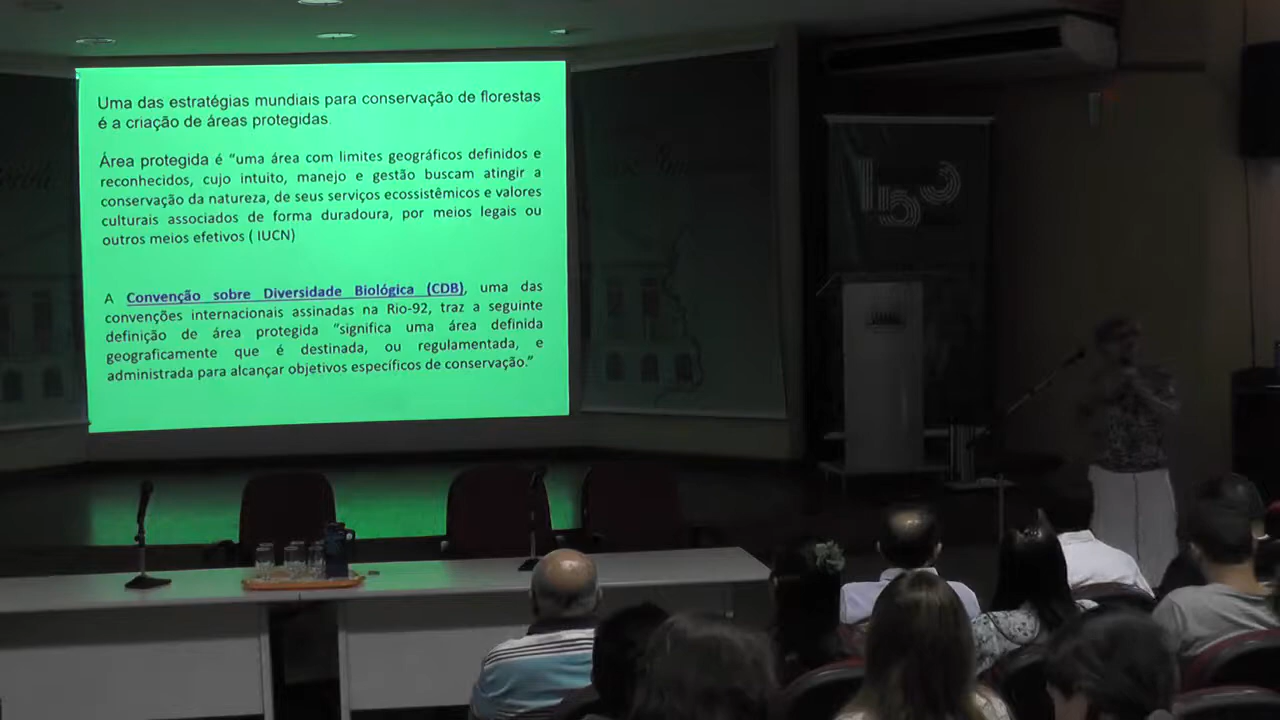 Uma das estratégias mundiais para conservação de florestas
é a criação de áreas protegidas.
Área protegida é “uma área com limites geográficos definidos e
reconhecidos, cujo intuito, manejo e gestão buscam atingir a
conservação da natureza, de seus serviços ecossistêmicos e valores
culturais associados de forma duradoura, por meios legais ou
outros meios efetivos ( IUCN)
A Convenção sobre Diversidade Biológica (CDB), uma das
convenções internacionais assinadas na Rio-92, traz a seguinte
definição de área protegida “significa uma área definida
geograficamente que é destinada, ou regulamentada, e
administrada para alcançar objetivos específicos de conservação.”
150